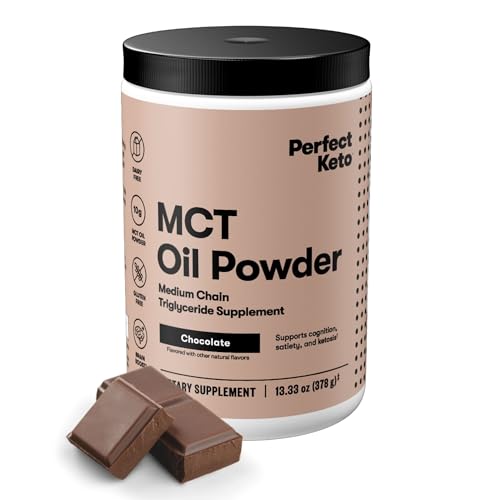 Perfect
Keto
DAIRY
FREE
10g
MCT OIL
POWDER
GLUTEN
FREE
BRAIN
MCT
Oil Powder
Medium Chain
Triglyceride Supplement
Chocolate
Flavored with other natural flavors
Supports cognition,
satiety, and ketosis†
SUPPLEMENT | 13.33 oz (378 g)‡